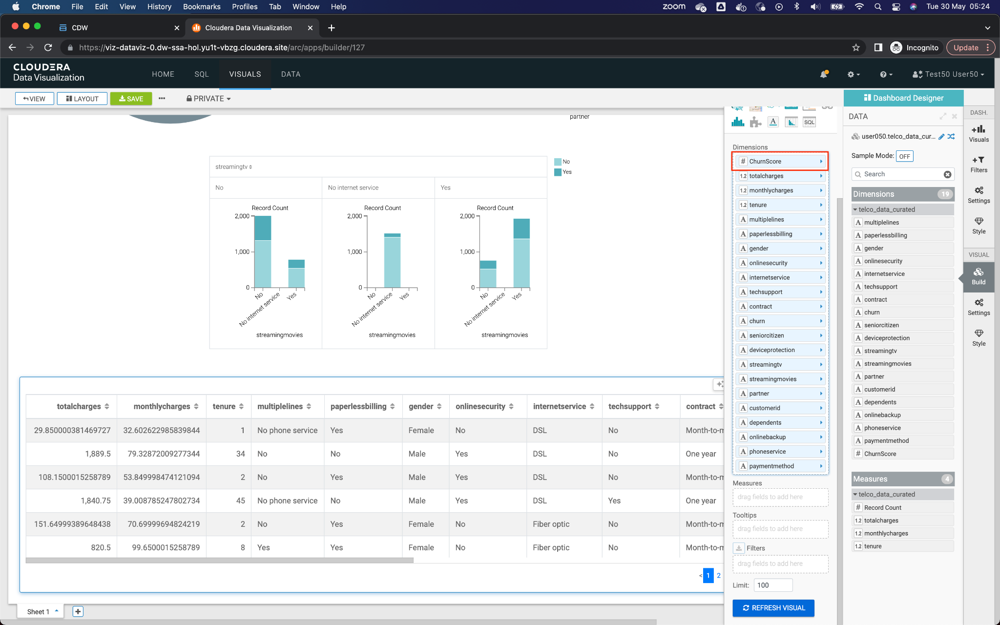 Chrome File Edit View History Bookmarks Profiles Tab Window Help
zoom Tue 30 May 05:24
CDW
Cloudera Data Visualization
https://viz-dataviz-0.dw-ssa-hol.yu1t-vbzg.cloudera.site/arc/apps/builder/127
Incognito
Update
CLOUDERA
Data Visualization
HOME SQL VISUALS DATA
Test50 User50
VIEW LAYOUT SAVE PRIVATE
Dashboard Designer
partner
streamingtv
No No internet service Yes
Record Count
2,000
1,000
0
No
No internet service
Yes
streamingmovies
Record Count
2,000
1,000
0
No
No internet service
Yes
streamingmovies
Record Count
2,000
1,000
0
No
No internet service
Yes
streamingmovies
No
Yes
totalcharges monthlycharges tenure multiplelines paperlessbilling gender onlinesecurity internetservice techsupport contract
29.850000381469727 32.602622985839844 1 No phone service Yes Female No DSL No Month-to-m
1,889.5 79.32872009277344 34 No No Male Yes DSL No One year
108.1500015258789 53.849998474121094 2 No Yes Male Yes DSL No Month-to-m
1,840.75 39.008785247802734 45 No phone service No Male Yes DSL Yes One year
151.64999389648438 70.69999694824219 2 No Yes Female No Fiber optic No Month-to-m
820.5 99.6500015258789 8 Yes Yes Female No Fiber optic No Month-to-m
< 1 2
Sheet 1
A SQL
Dimensions
# ChurnScore
1.2 totalcharges
1.2 monthlycharges
1.2 tenure
A multiplelines
A paperlessbilling
A gender
A onlinesecurity
A internetservice
A techsupport
A contract
A churn
A seniorcitizen
A deviceprotection
A streamingtv
A streamingmovies
A partner
A customerid
A dependents
A onlinebackup
A phoneservice
A paymentmethod
Measures
drag fields to add here
Tooltips
drag fields to add here
Filters
drag fields to add here
Limit: 100
REFRESH VISUAL
DATA
user050.telco_data_cur...
Sample Mode: OFF
Search
Dimensions 19
telco_data_curated
A multiplelines
A paperlessbilling
A gender
A onlinesecurity
A internetservice
A techsupport
A contract
A churn
A seniorcitizen
A deviceprotection
A streamingtv
A streamingmovies
A partner
A customerid
A dependents
A onlinebackup
A phoneservice
A paymentmethod
# ChurnScore
Measures 4
telco_data_curated
# Record Count
1.2 totalcharges
1.2 monthlycharges
1.2 tenure
DASH.
Visuals
Filters
Settings
Style
VISUAL
Build
Settings
Style